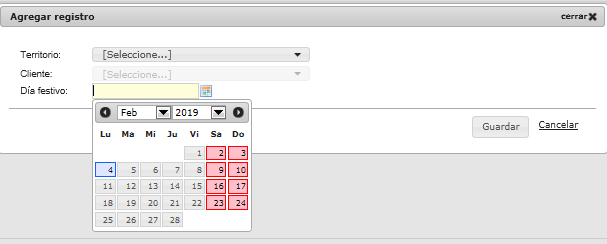 Agregar registro cerrar
Territorio: [Seleccione...]
Cliente: [Seleccione...]
Día festivo:
Feb 2019
Lu Ma Mi Ju Vi Sa Do
1 2 3
4 5 6 7 8 9 10
11 12 13 14 15 16 17
18 19 20 21 22 23 24
25 26 27 28
Guardar Cancelar